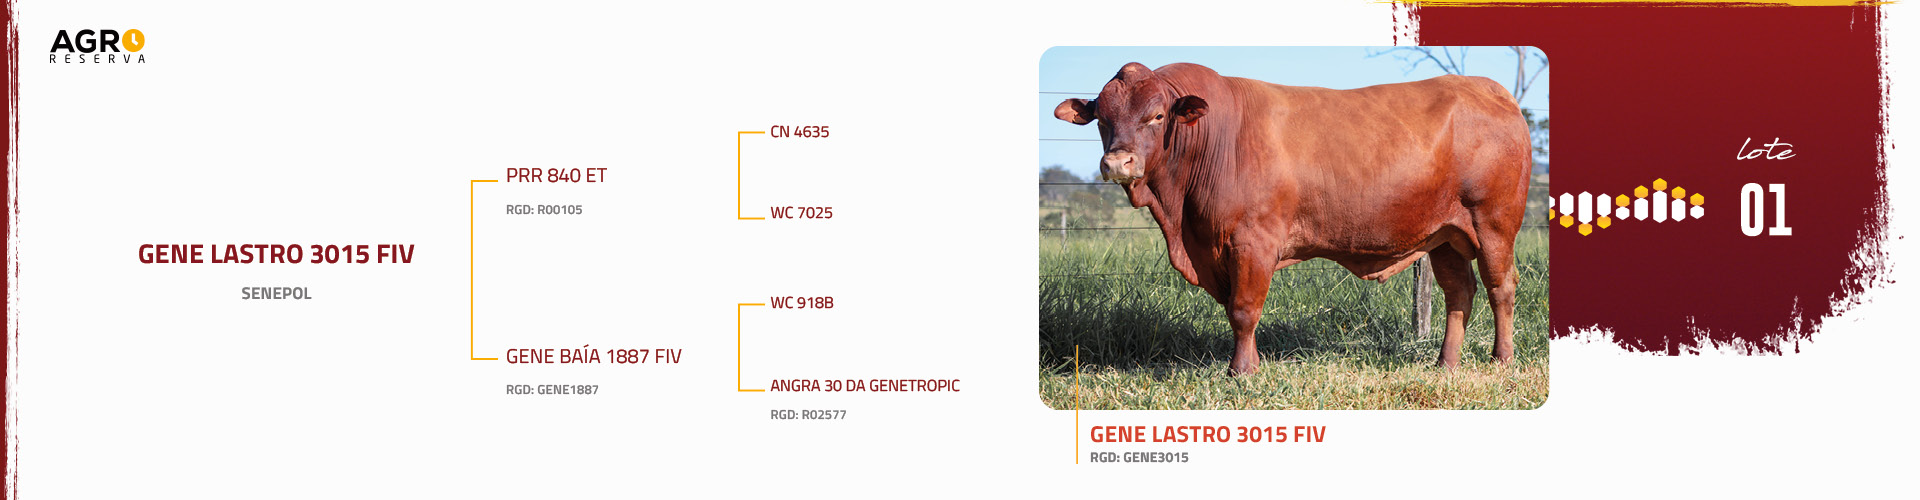 AGRO
RESERVA
GENE LASTRO 3015 FIV
SENEPOL
PRR 840 ET
RGD: R00105
GENE BAÍA 1887 FIV
RGD: GENE1887
CN 4635
WC 7025
WC 918B
ANGRA 30 DA GENETROPIC
RGD: R02577
GENE LASTRO 3015 FIV
RGD: GENE3015
lote
01